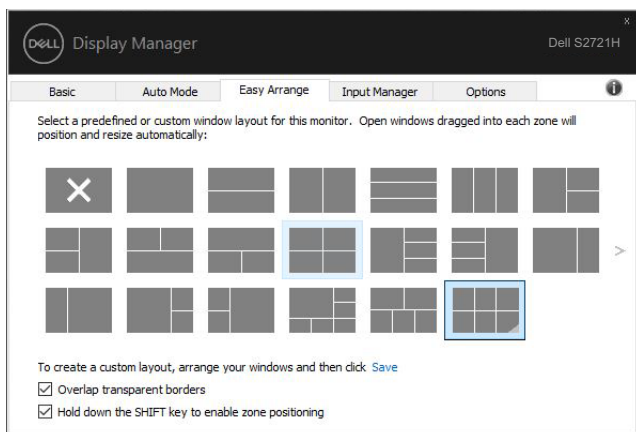 x
DELL Display Manager
Dell S2721H
Basic Auto Mode Easy Arrange Input Manager Options
Select a predefined or custom window layout for this monitor. Open windows dragged into each zone will
position and resize automatically:
To create a custom layout, arrange your windows and then click Save
Overlap transparent borders
Hold down the SHIFT key to enable zone positioning